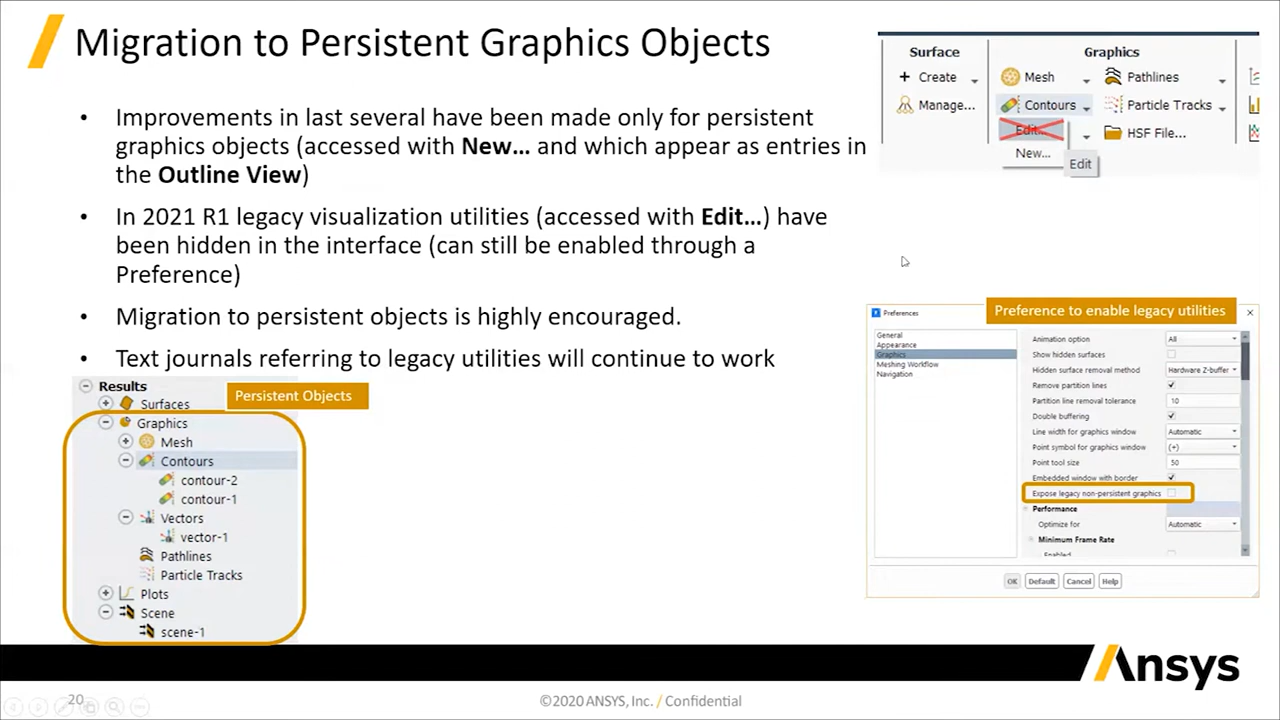 Migration to Persistent Graphics Objects
• Improvements in last several have been made only for persistent
graphics objects (accessed with New... and which appear as entries in
the Outline View)
• In 2021 R1 legacy visualization utilities (accessed with Edit...) have
been hidden in the interface (can still be enabled through a
Preference)
• Migration to persistent objects is highly encouraged.
• Text journals referring to legacy utilities will continue to work
Surface
Create
Manage...
Graphics
Mesh
Pathlines
Contours
Particle Tracks
Edit...
HSF File...
New...
Edit
Results
Persistent Objects
Surfaces
Graphics
Mesh
Contours
contour-2
contour-1
Vectors
vector-1
Pathlines
Particle Tracks
Plots
Scene
scene-1
Preferences
Preference to enable legacy utilities
General
Appearance
Graphics
Meshing Workflow
Navigation
Animation option All
Show hidden surfaces
Hidden surface removal method Hardware Z-buffer
Remove partition lines
Partition line removal tolerance 10
Double buffering
Line width for graphics window Automatic
Point symbol for graphics window (+)
Point tool size 50
Embedded window with border
Expose legacy non-persistent graphics
Performance
Optimize for Automatic
Minimum Frame Rate
Enabled
OK Default Cancel Help
Ansys
20
©2020 ANSYS, Inc. / Confidential